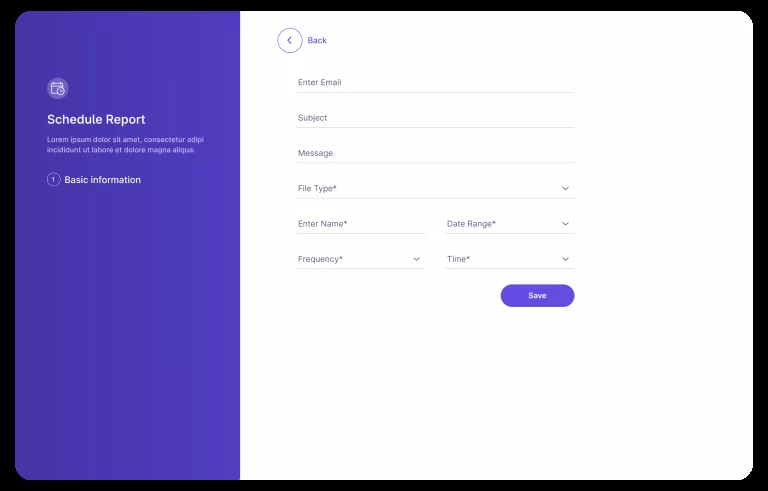 Schedule Report
Lorem ipsum dolor sit amet, consectetur adipi
incididunt ut labore et dolore magna aliqua.
1 Basic information
Back
Enter Email
Subject
Message
File Type*
Enter Name* Date Range*
Frequency* Time*
Save